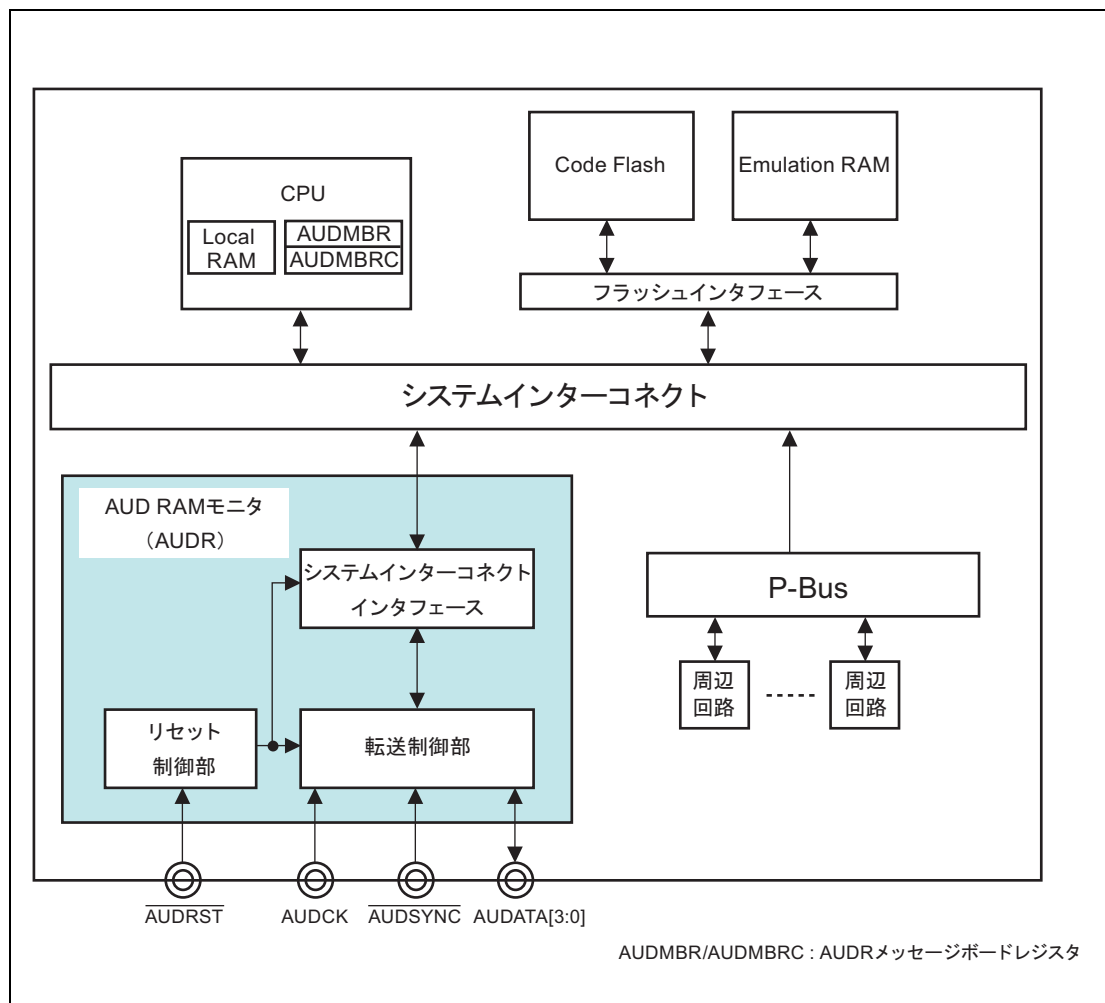 CPU
Local
RAM
AUDMBR
AUDMBRC
Code Flash
Emulation RAM
フラッシュインタフェース
システムインターコネクト
AUD RAMモニタ
（AUDR）
システムインターコネクト
インタフェース
リセット
制御部
転送制御部
P-Bus
周辺
回路
周辺
回路
AUDRST
AUDCK
AUDSYNC
AUDATA[3:0]
AUDMBR/AUDMBRC : AUDRメッセージボードレジスタ